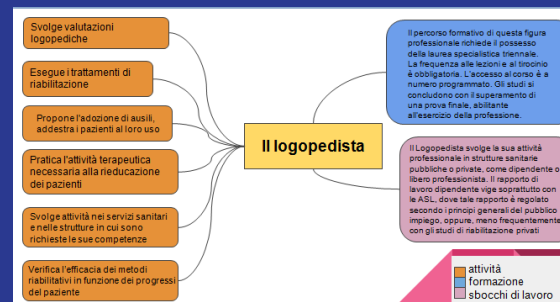 Svolge valutazioni
logopediche
Esegue i trattamenti di
riabilitazione
Propone l'adozione di ausili,
addestra i pazienti al loro uso
Pratica l'attività terapeutica
necessaria alla rieducazione
dei pazienti
Svolge attività nei servizi sanitari
e nelle strutture in cui sono
richieste le sue competenze
Verifica l'efficacia dei metodi
riabilitativi in funzione dei progressi
del paziente
Il logopedista
Il percorso formativo di questa figura
professionale richiede il possesso
della laurea specialistica triennale.
La frequenza alle lezioni e al tirocinio
è obbligatoria. L'accesso al corso è a
numero programmato. Gli studi si
concludono con il superamento di
una prova finale, abilitante
all'esercizio della professione.
Il Logopedista svolge la sua attività
professionale in strutture sanitarie
pubbliche o private, come dipendente o
libero professionista. Il rapporto di
lavoro dipendente vige soprattutto con
le ASL, dove tale rapporto è regolato
secondo i principi generali del pubblico
impiego, oppure, meno frequentemente
con gli studi di riabilitazione privati
attività
formazione
sbocchi di lavoro